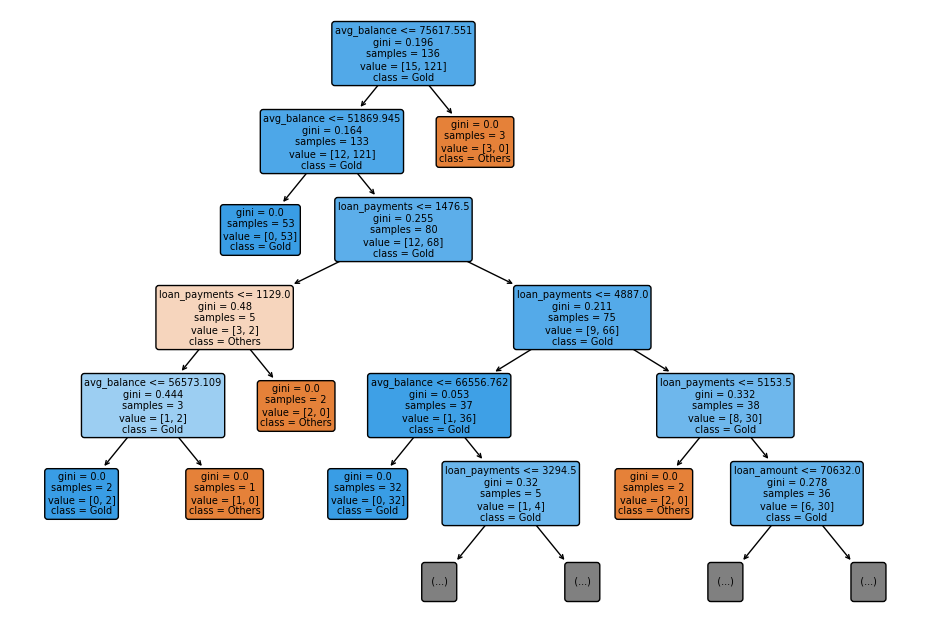 avg_balance <= 75617.551
gini = 0.196
samples = 136
value = [15, 121]
class = Gold
avg_balance <= 51869.945
gini = 0.164
samples = 133
value = [12, 121]
class = Gold
gini = 0.0
samples = 3
value = [3, 0]
class = Others
gini = 0.0
samples = 53
value = [0, 53]
class = Gold
loan_payments <= 1476.5
gini = 0.255
samples = 80
value = [12, 68]
class = Gold
loan_payments <= 1129.0
gini = 0.48
samples = 5
value = [3, 2]
class = Others
loan_payments <= 4887.0
gini = 0.211
samples = 75
value = [9, 66]
class = Gold
avg_balance <= 56573.109
gini = 0.444
samples = 3
value = [1, 2]
class = Gold
gini = 0.0
samples = 2
value = [2, 0]
class = Others
avg_balance <= 66556.762
gini = 0.053
samples = 37
value = [1, 36]
class = Gold
loan_payments <= 5153.5
gini = 0.332
samples = 38
value = [8, 30]
class = Gold
gini = 0.0
samples = 2
value = [0, 2]
class = Gold
gini = 0.0
samples = 1
value = [1, 0]
class = Others
gini = 0.0
samples = 32
value = [0, 32]
class = Gold
loan_payments <= 3294.5
gini = 0.32
samples = 5
value = [1, 4]
class = Gold
gini = 0.0
samples = 2
value = [2, 0]
class = Others
loan_amount <= 70632.0
gini = 0.278
samples = 36
value = [6, 30]
class = Gold
(...)
(...)
(...)
(...)